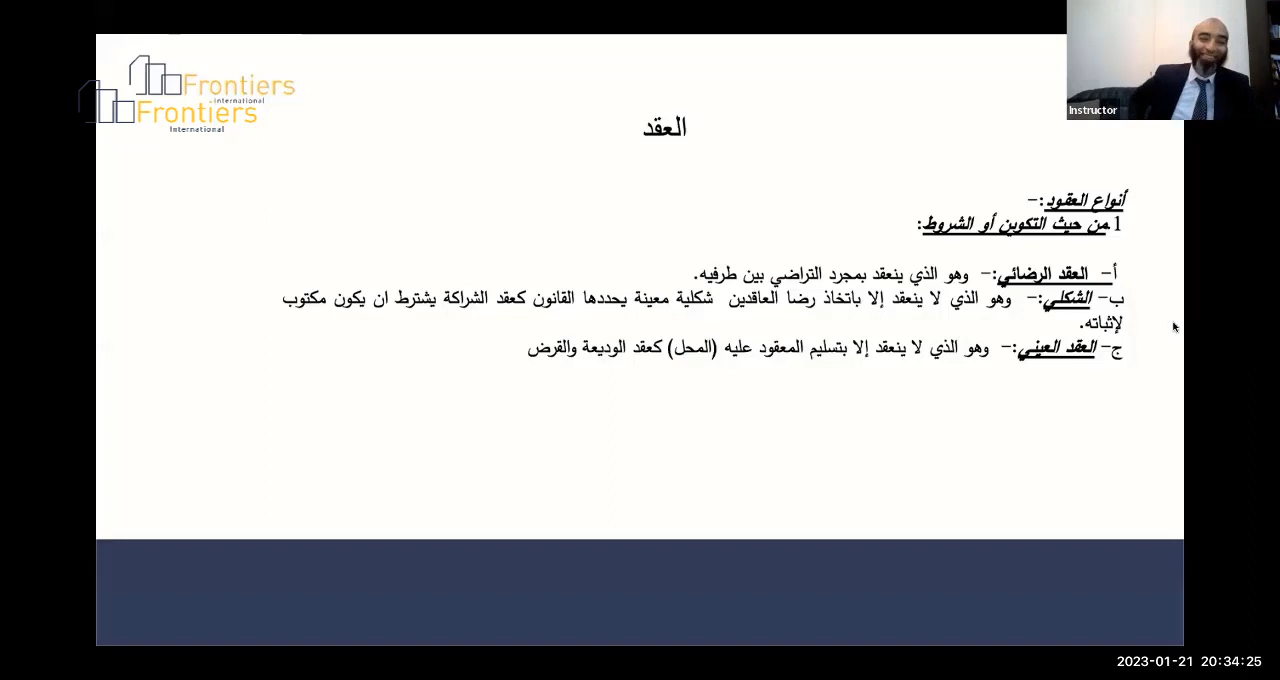 Frontiers
International
Frontiers
International
Instructor
العقد
أنواع العقود:-
1.من حيث التكوين أو الشروط:
أ- العقد الرضائي:- وهو الذي ينعقد بمجرد التراضي بين طرفيه.
ب- الشكلي:- وهو الذي لا ينعقد إلا باتخاذ رضا العاقدين شكلية معينة يحددها القانون كعقد الشراكة يشترط ان يكون مكتوب
لإثباته.
ج- العقد العيني:- وهو الذي لا ينعقد إلا بتسليم المعقود عليه (المحل) كعقد الوديعة والقرض
2023-01-21 20:34:25